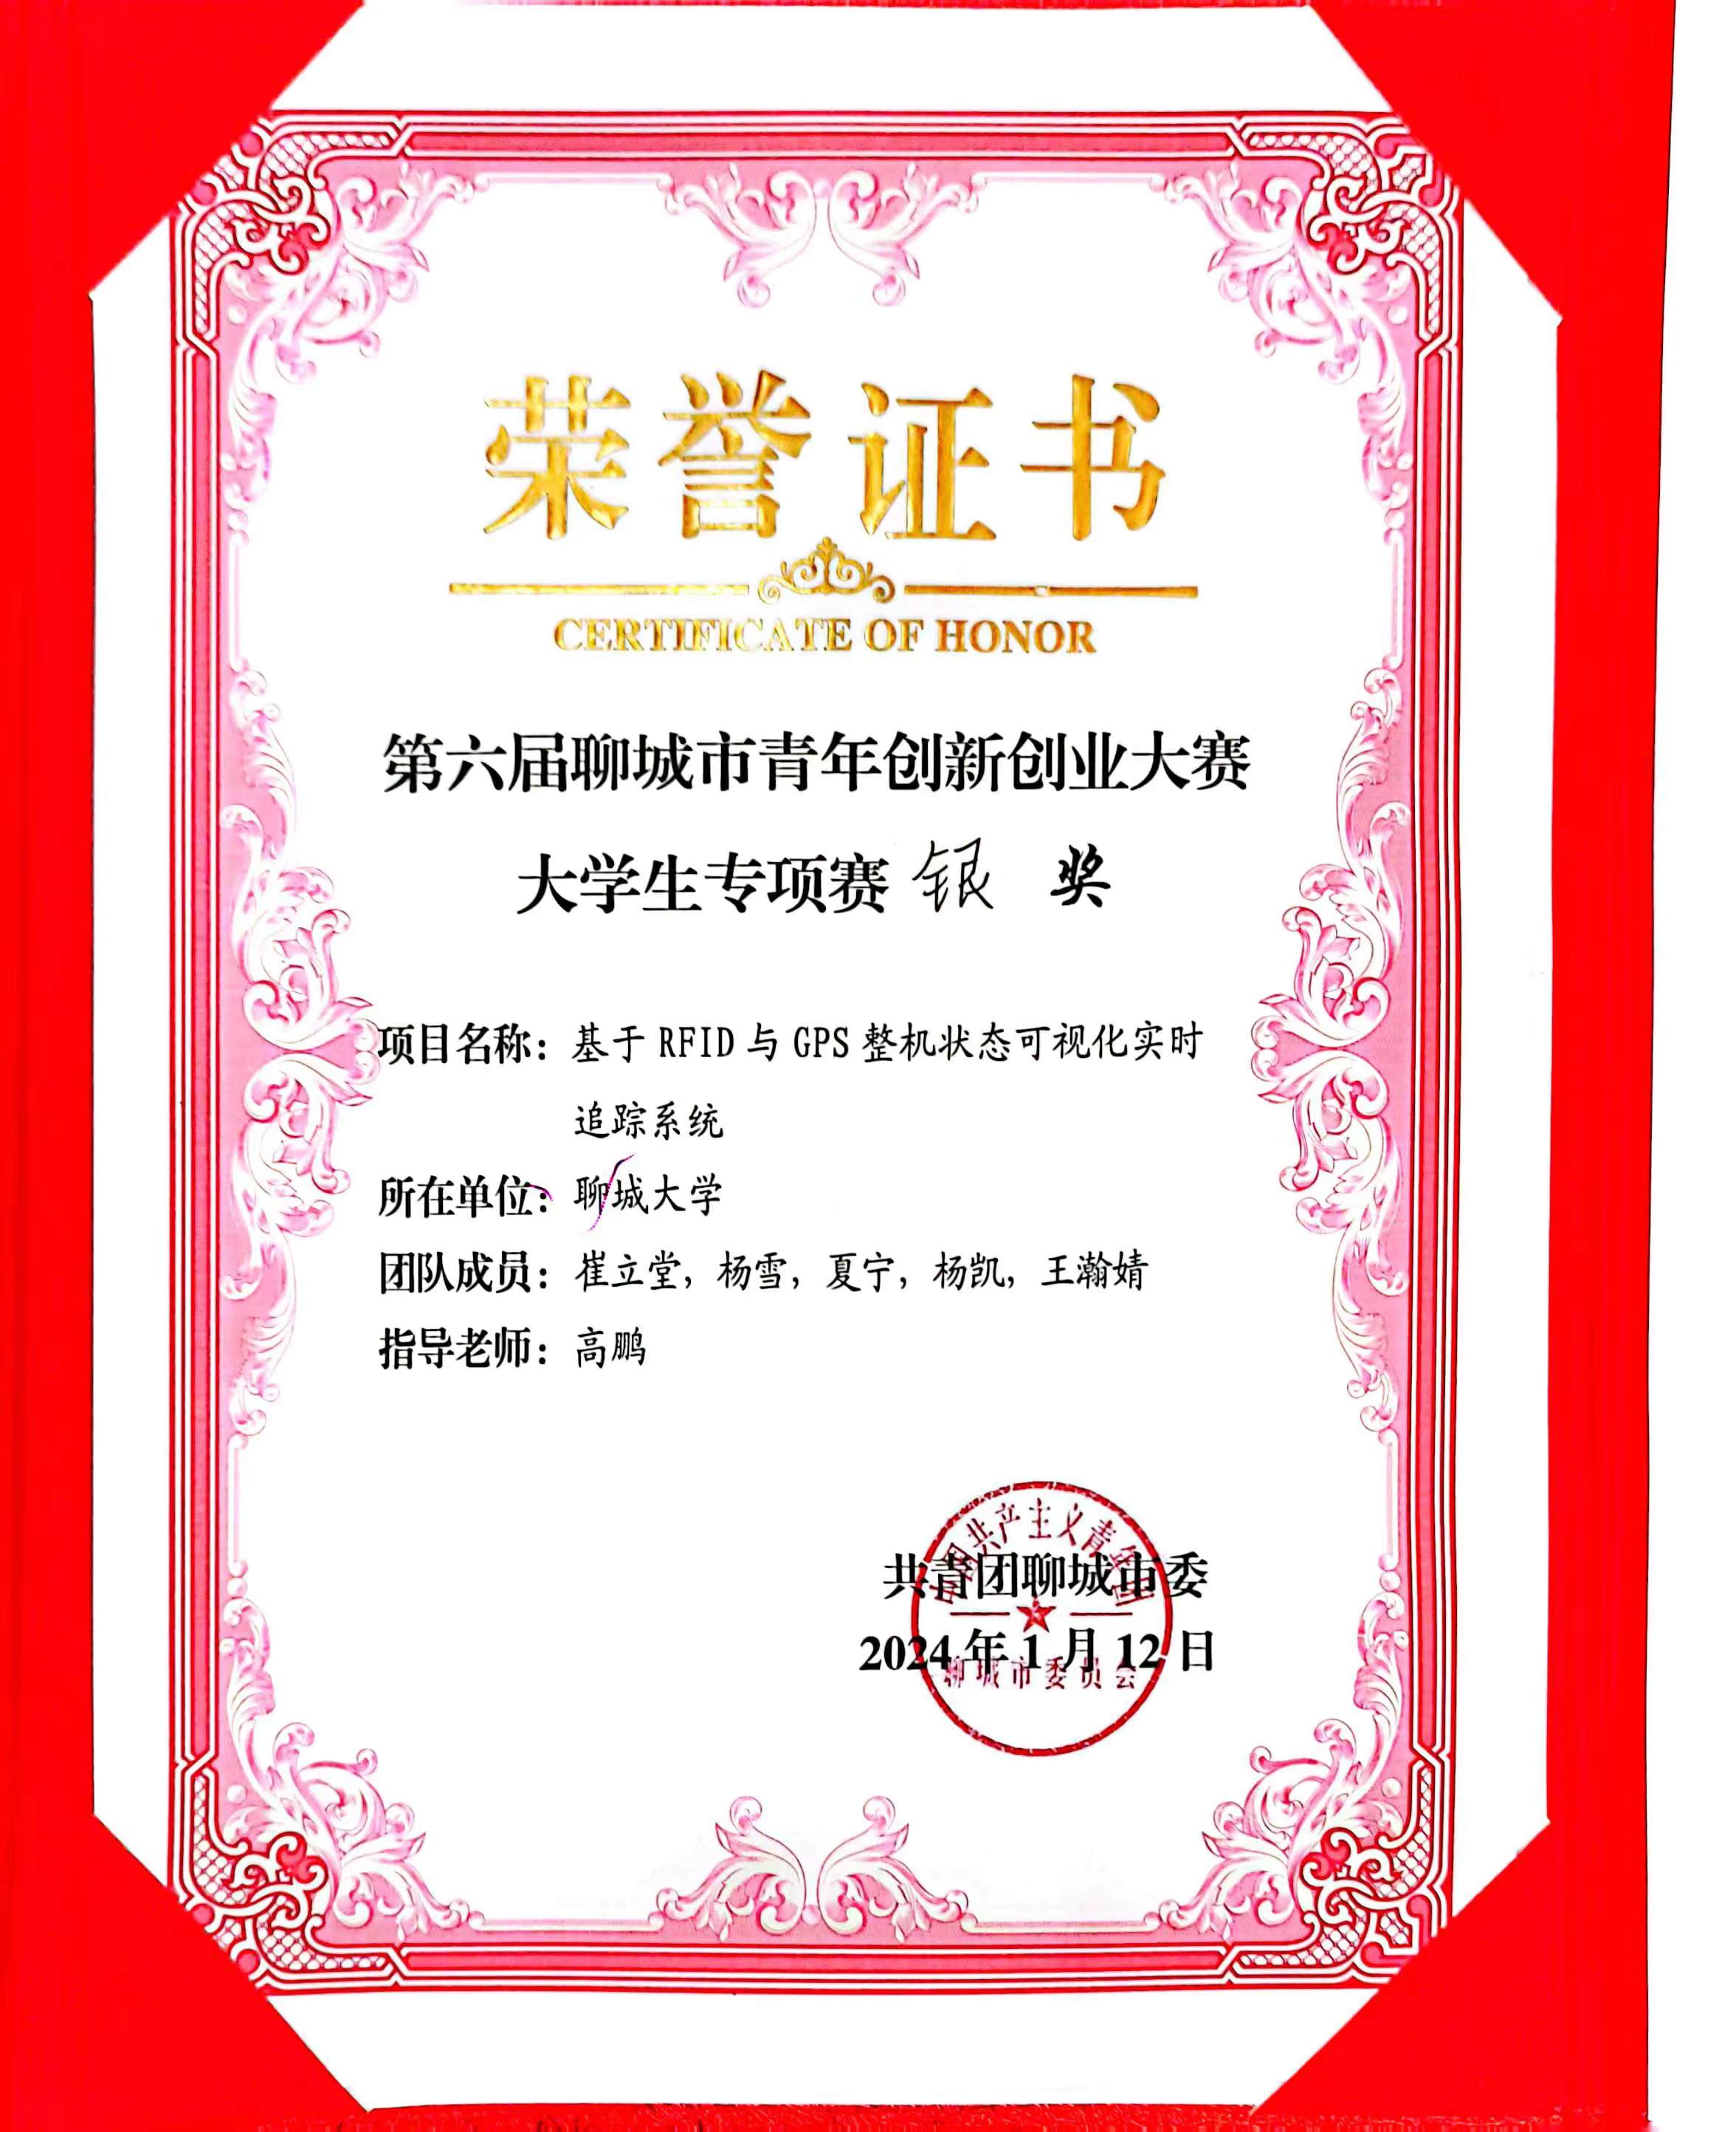 荣誉证书
CERTIFICATE OF HONOR
第六届聊城市青年创新创业大赛
大学生专项赛 银 奖
项目名称：基于 RFID 与 GPS 整机状态可视化实时
追踪系统
所在单位：聊城大学
团队成员：崔立堂，杨雪，夏宁，杨凯，王瀚婧
指导老师：高鹏
中国共产主义青年团
共青团聊城市委
2024 年 1 月 12 日
聊城市委员会